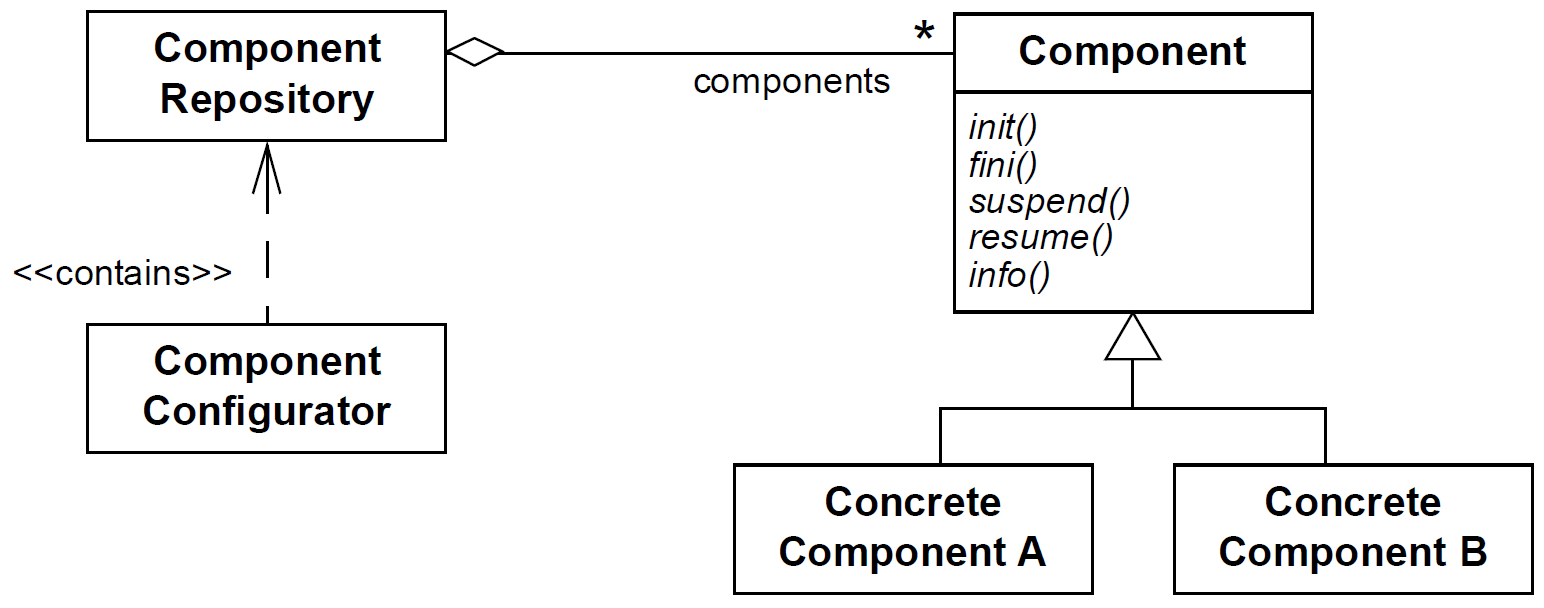 Component
Repository
*
components
Component
init()
fini()
suspend()
resume()
info()
<<contains>>
Component
Configurator
Concrete
Component A
Concrete
Component B